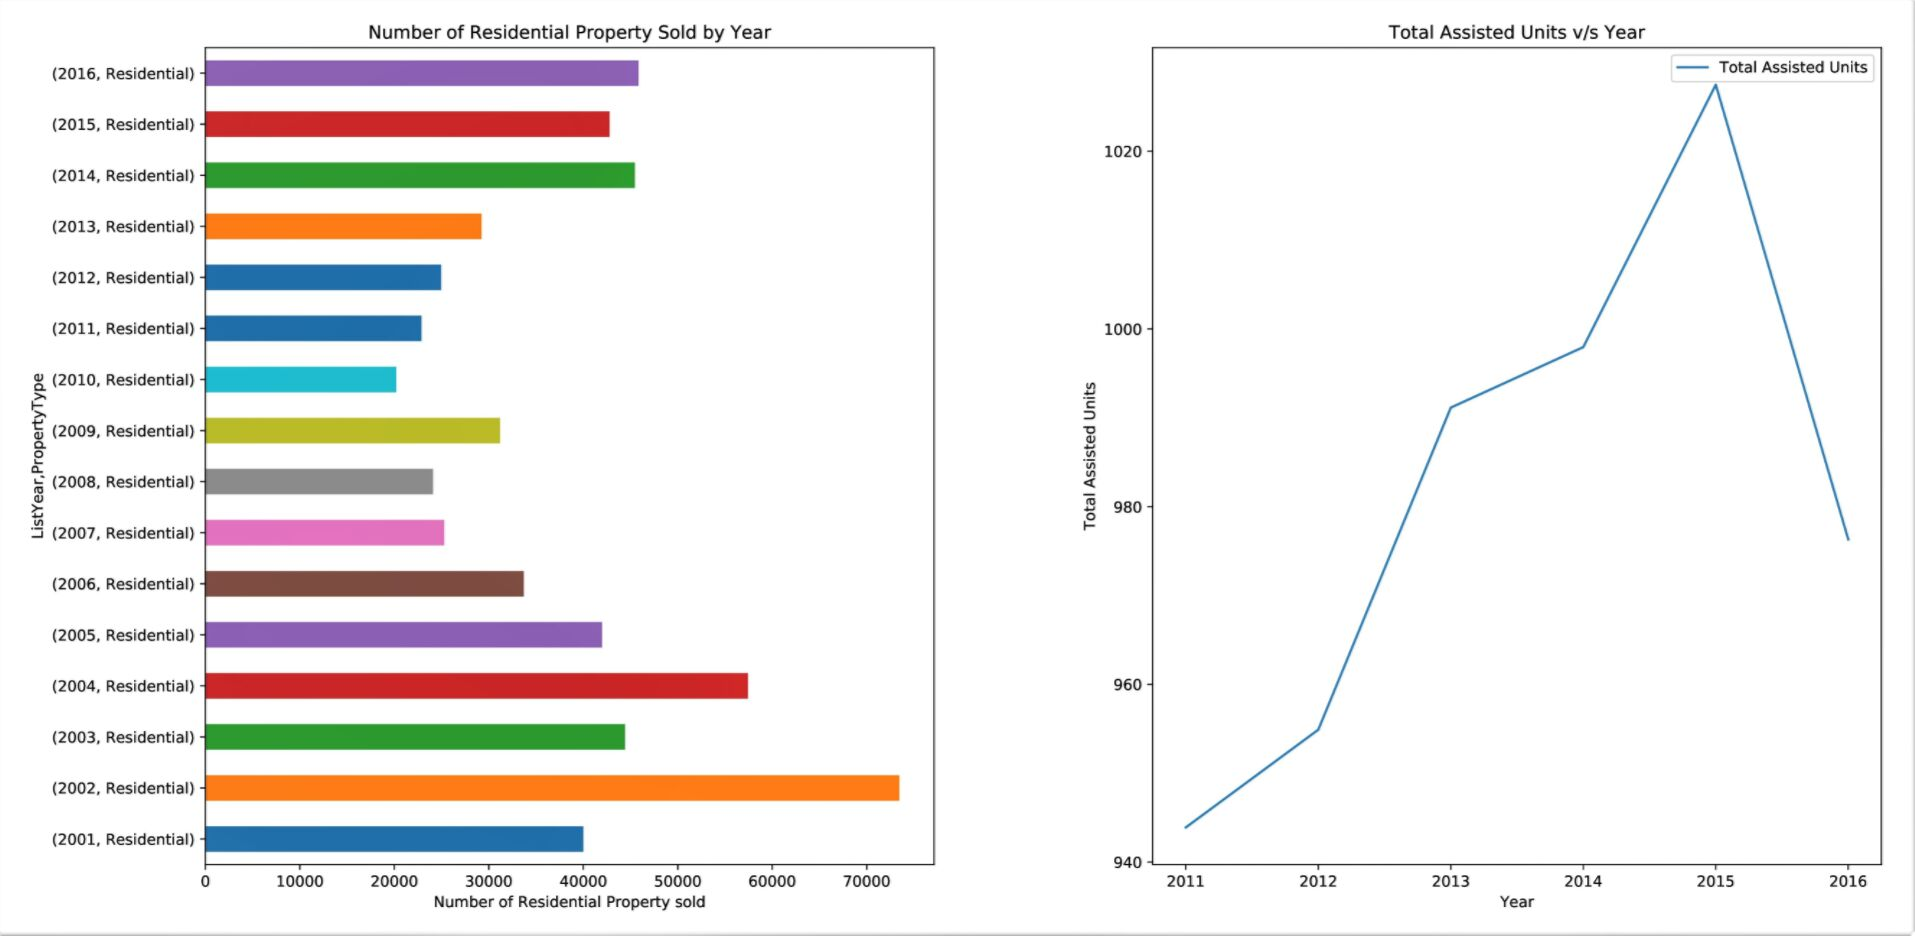 Number of Residential Property Sold by Year
ListYear,PropertyType
(2016, Residential)
(2015, Residential)
(2014, Residential)
(2013, Residential)
(2012, Residential)
(2011, Residential)
(2010, Residential)
(2009, Residential)
(2008, Residential)
(2007, Residential)
(2006, Residential)
(2005, Residential)
(2004, Residential)
(2003, Residential)
(2002, Residential)
(2001, Residential)
0 10000 20000 30000 40000 50000 60000 70000
Number of Residential Property sold
Total Assisted Units v/s Year
Total Assisted Units
Total Assisted Units
1020
1000
980
960
940
2011 2012 2013 2014 2015 2016
Year